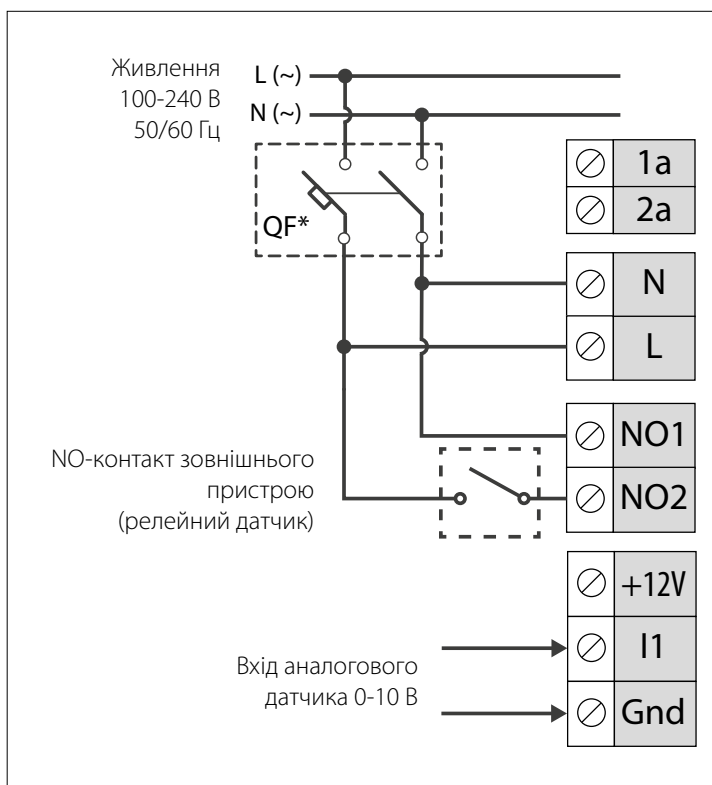 Живлення
100-240 В
50/60 Гц
L (~)
N (~)
QF*
1a
2a
N
L
NO1
NO2
NO-контакт зовнішнього
пристрою
(релейний датчик)
+12V
I1
Gnd
Вхід аналогового
датчика 0-10 В